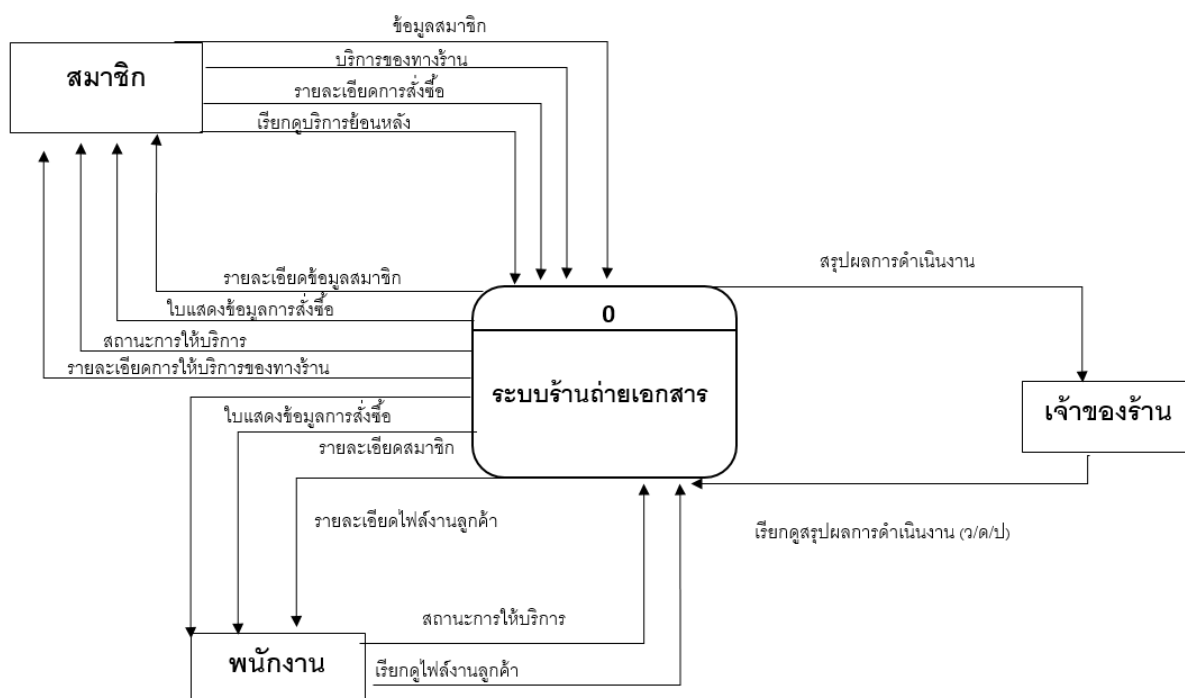 ข้อมูลสมาชิก
สมาชิก
บริการของทางร้าน
รายละเอียดการสั่งซื้อ
เรียกดูบริการย้อนหลัง
รายละเอียดข้อมูลสมาชิก
สรุปผลการดำเนินงาน
ใบแสดงข้อมูลการสั่งซื้อ
0
สถานะการให้บริการ
รายละเอียดการให้บริการของทางร้าน
ระบบร้านถ่ายเอกสาร
เจ้าของร้าน
ใบแสดงข้อมูลการสั่งซื้อ
รายละเอียดสมาชิก
รายละเอียดไฟล์งานลูกค้า
เรียกดูสรุปผลการดำเนินงาน (ว/ด/ป)
สถานะการให้บริการ
พนักงาน
เรียกดูไฟล์งานลูกค้า